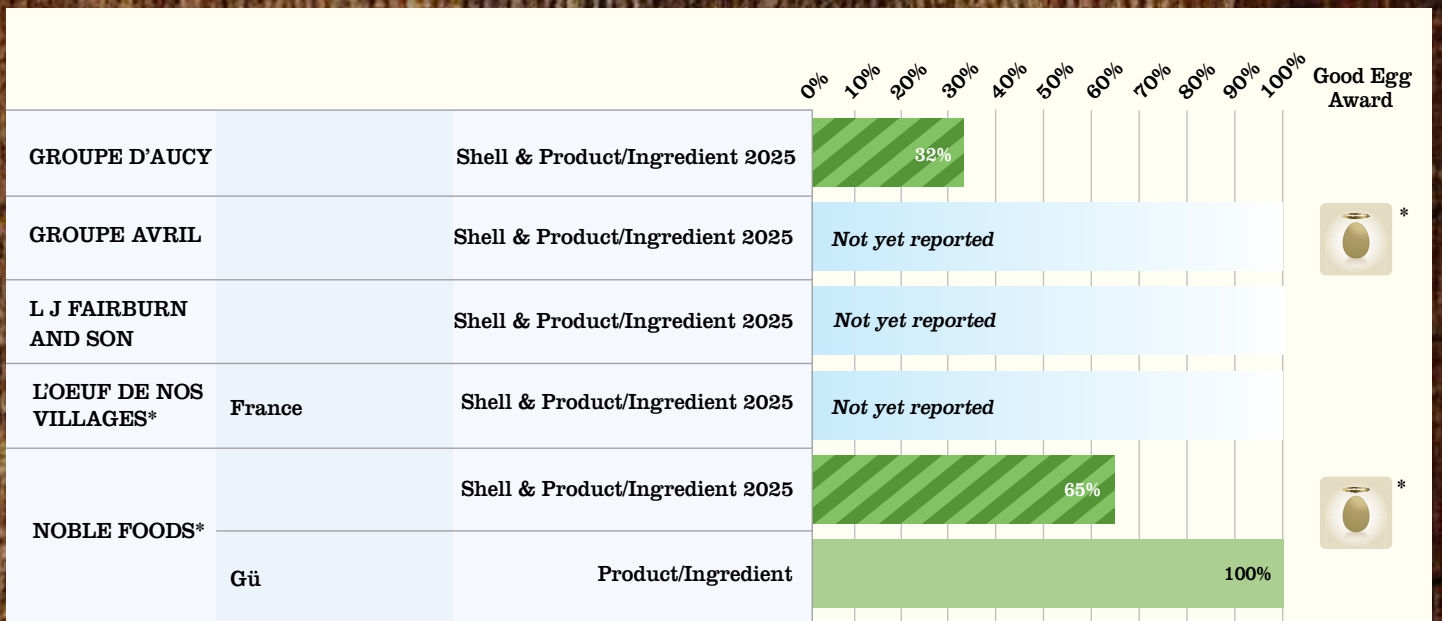 0% 10% 20% 30% 40% 50% 60% 70% 80% 90% 100%
Good Egg
Award
GROUPE D’AUCY
Shell & Product/Ingredient 2025
32%
GROUPE AVRIL
Shell & Product/Ingredient 2025
Not yet reported
*
L J FAIRBURN
AND SON
Shell & Product/Ingredient 2025
Not yet reported
L’OEUF DE NOS
VILLAGES*
France
Shell & Product/Ingredient 2025
Not yet reported
NOBLE FOODS*
Shell & Product/Ingredient 2025
65%
*
Gü
Product/Ingredient
100%